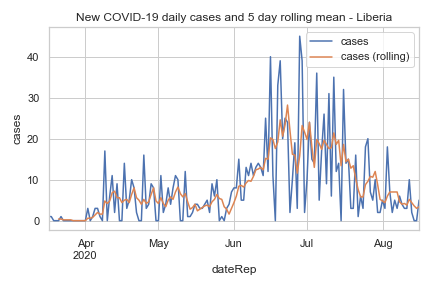 New COVID-19 daily cases and 5 day rolling mean - Liberia
cases
cases (rolling)
cases
40
30
20
10
0
Apr May Jun Jul Aug
2020
dateRep